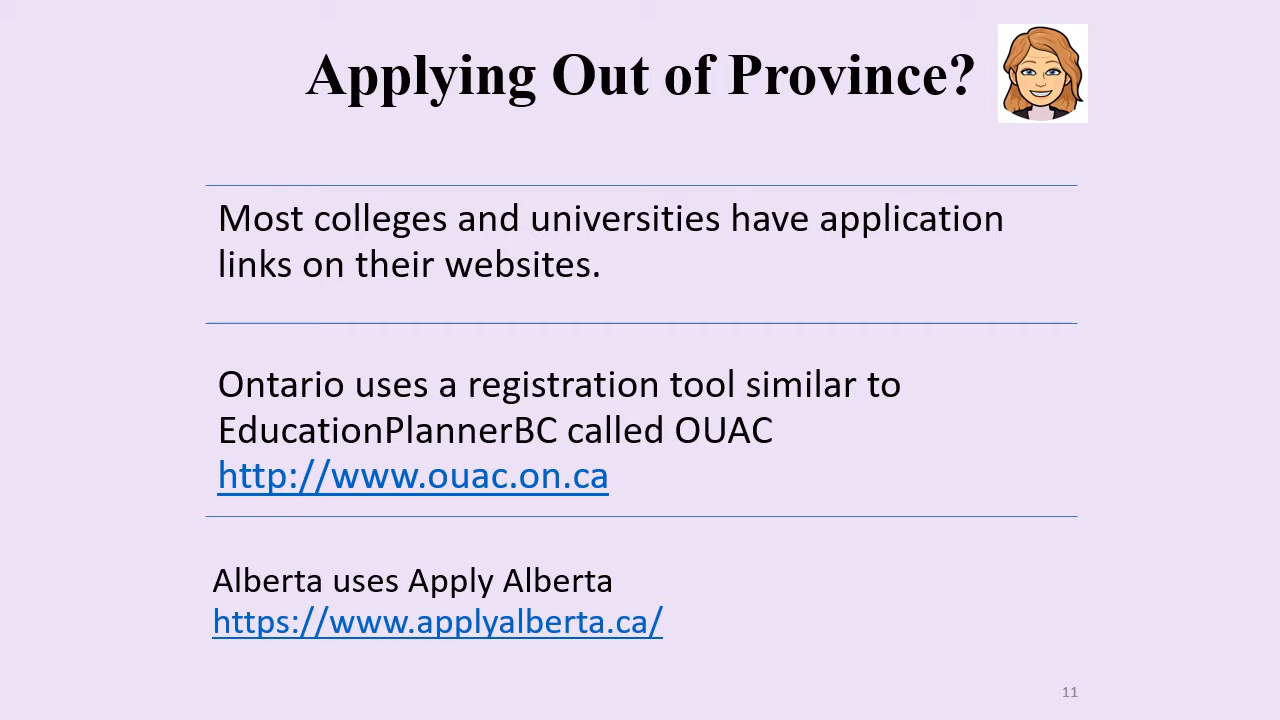 Applying Out of Province?
Most colleges and universities have application
links on their websites.
Ontario uses a registration tool similar to
EducationPlannerBC called OUAC
http://www.ouac.on.ca
Alberta uses Apply Alberta
https://www.applyalberta.ca/
11